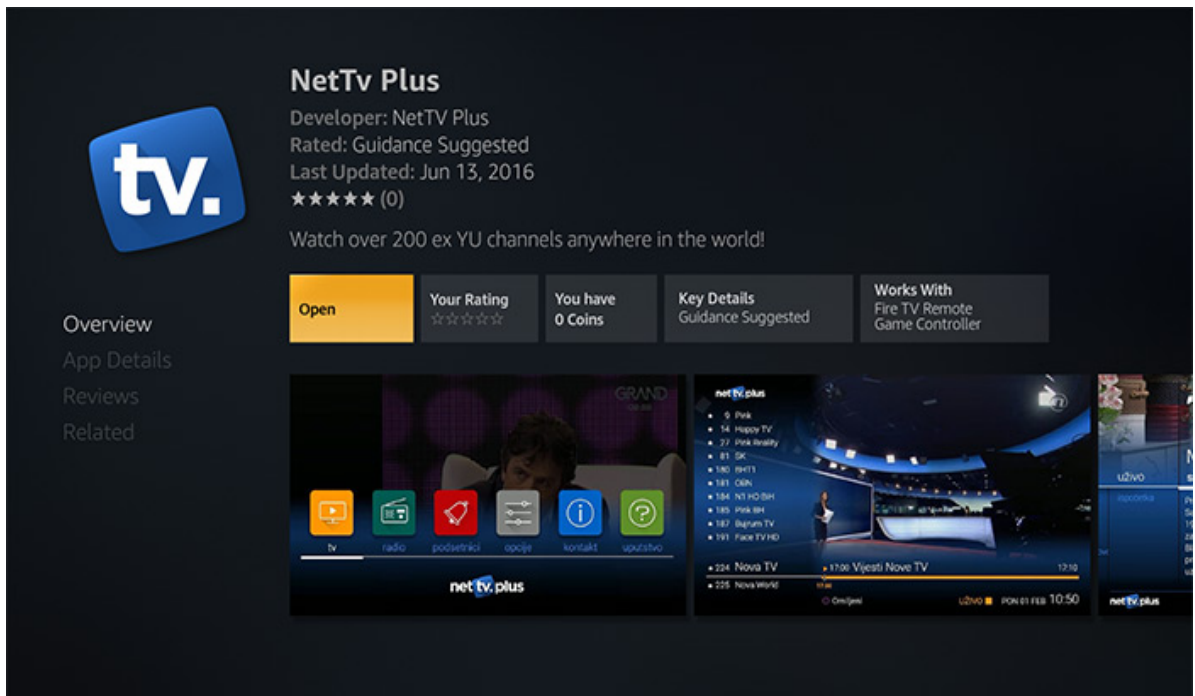 NetTv Plus
Developer: NetTV Plus
Rated: Guidance Suggested
Last Updated: Jun 13, 2016
(0)
Watch over 200 ex YU channels anywhere in the world!
tv.
Open
Your Rating
You have
0 Coins
Key Details
Guidance Suggested
Works With
Fire TV Remote
Game Controller
Overview
App Details
Reviews
Related
GRAND
tv
radio
podsetnici
opcije
kontakt
uputstvo
net tv. plus
net tv. plus
9 Pink
14 Happy TV
27 Pink Reality
81 SK
180 BHT1
181 OBN
184 N1 HD BiH
185 Pink BH
187 Bujrum TV
191 Face TV HD
224 Nova TV
17:00 Vijesti Nove TV
17:10
225 Nova World
17:00
Omiljeni
UŽIVO
PON 01 FEB 10:50
uživo
ispočetka
net tv. plus